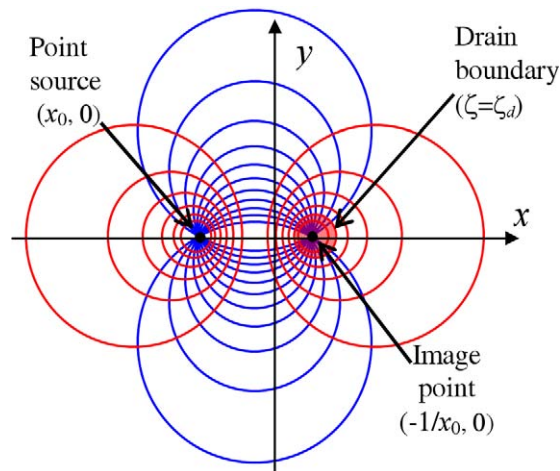 Point
source
(x₀, 0)
y
Drain
boundary
(ζ=ζd)
x
Image
point
(-1/x₀, 0)